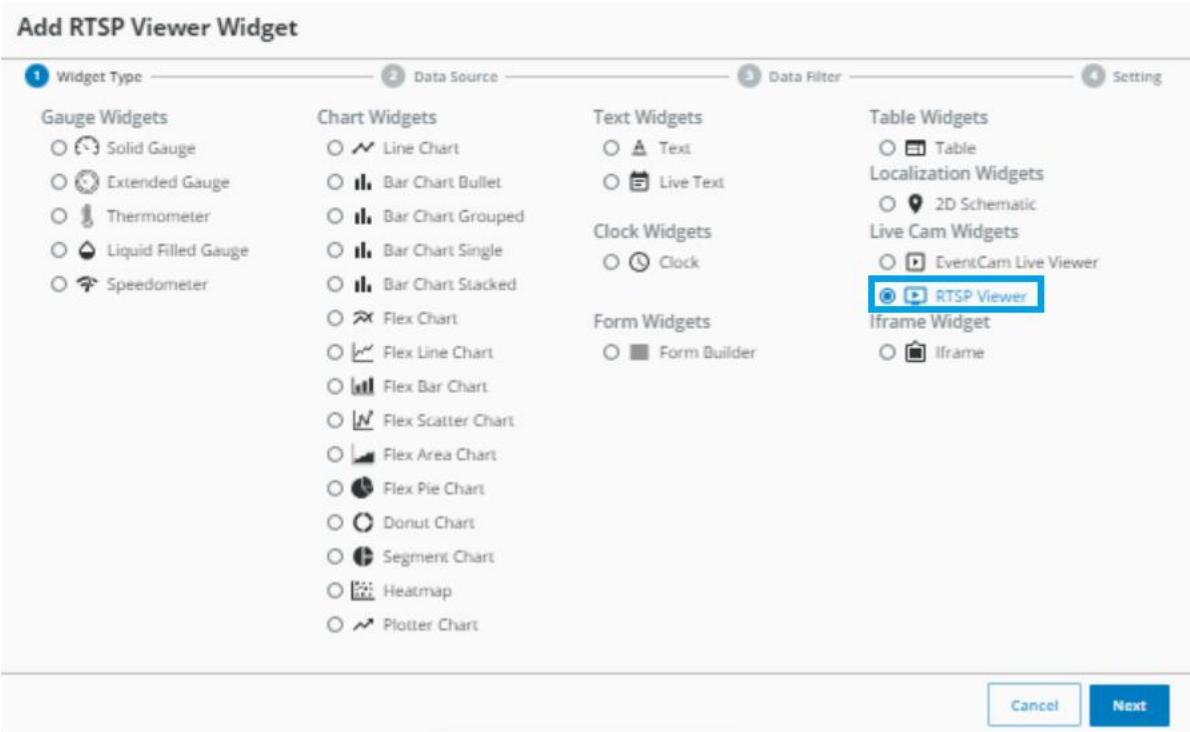 Add RTSP Viewer Widget
1 Widget Type 2 Data Source 3 Data Filter 4 Setting
Gauge Widgets
Solid Gauge
Extended Gauge
Thermometer
Liquid Filled Gauge
Speedometer
Chart Widgets
Line Chart
Bar Chart Bullet
Bar Chart Grouped
Bar Chart Single
Bar Chart Stacked
Flex Chart
Flex Line Chart
Flex Bar Chart
Flex Scatter Chart
Flex Area Chart
Flex Pie Chart
Donut Chart
Segment Chart
Heatmap
Plotter Chart
Text Widgets
Text
Live Text
Clock Widgets
Clock
Form Widgets
Form Builder
Table Widgets
Table
Localization Widgets
2D Schematic
Live Cam Widgets
EventCam Live Viewer
RTSP Viewer
Iframe Widget
Iframe
Cancel Next